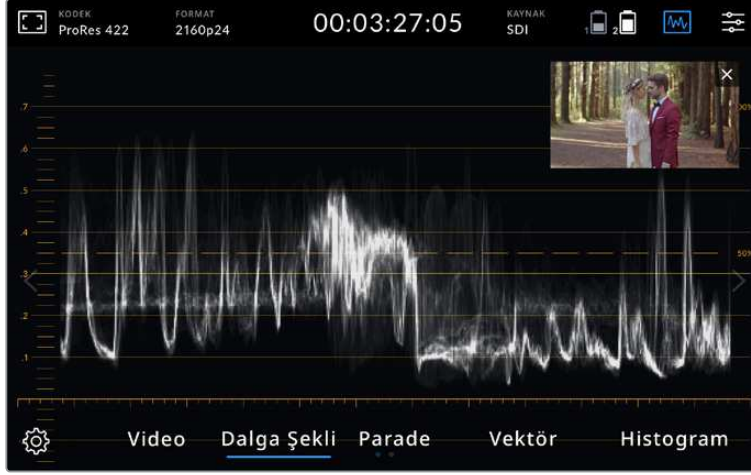 KODEK
ProRes 422
FORMAT
2160p24
00:03:27:05
KAYNAK
SDI
1
2
.7
.6
.5
.4
.3
.2
.1
50%
Video
Dalga Şekli
Parade
Vektör
Histogram